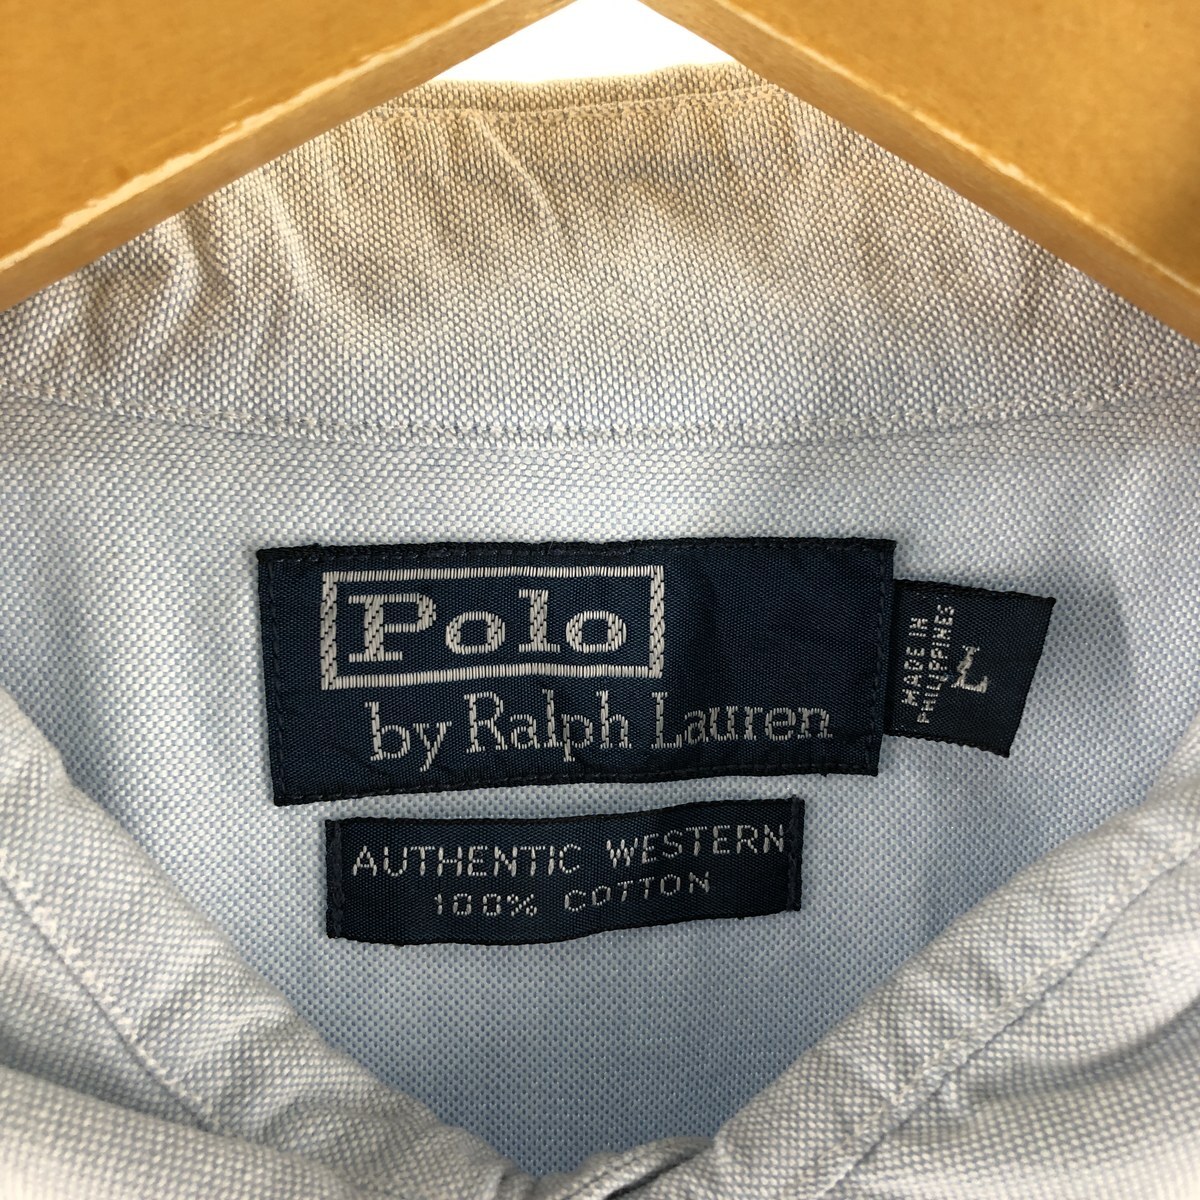 Polo
by Ralph Lauren
MADE IN
PHILIPPINES
L
AUTHENTIC WESTERN
100% COTTON